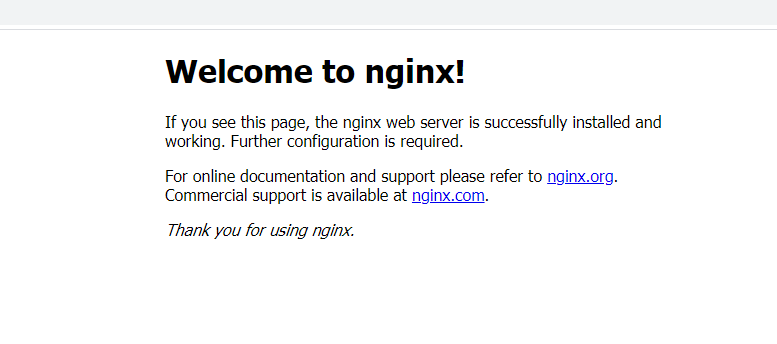 Welcome to nginx!
If you see this page, the nginx web server is successfully installed and
working. Further configuration is required.
For online documentation and support please refer to nginx.org.
Commercial support is available at nginx.com.
Thank you for using nginx.